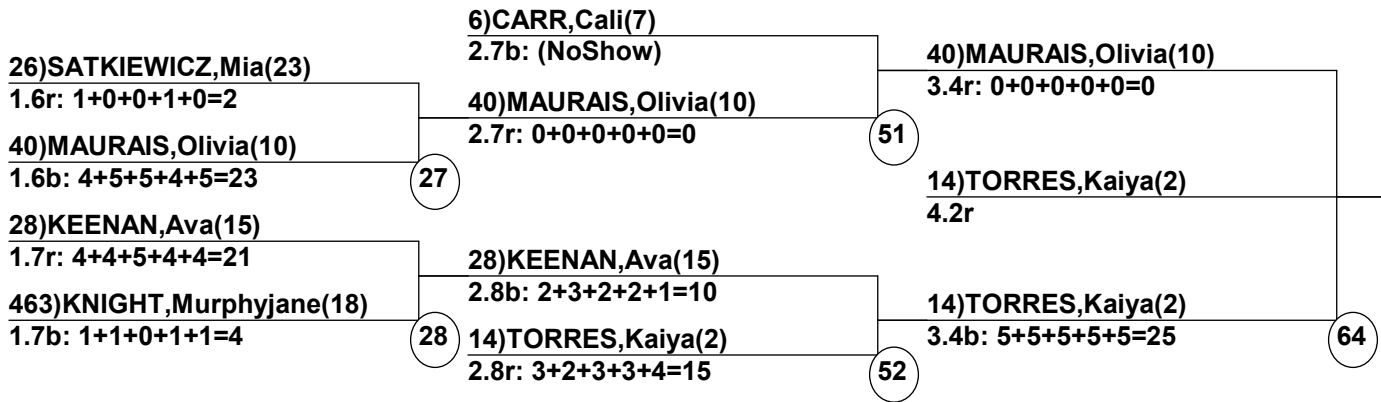 26)SATKIEWICZ,Mia(23)
1.6r: 1+0+0+1+0=2
40)MAURAIS,Olivia(10)
1.6b: 4+5+5+4+5=23
27
28)KEENAN,Ava(15)
1.7r: 4+4+5+4+4=21
463)KNIGHT,Murphyjane(18)
1.7b: 1+1+0+1+1=4
28
6)CARR,Cali(7)
2.7b: (NoShow)
40)MAURAIS,Olivia(10)
2.7r: 0+0+0+0+0=0
51
28)KEENAN,Ava(15)
2.8b: 2+3+2+2+1=10
14)TORRES,Kaiya(2)
2.8r: 3+2+3+3+4=15
52
40)MAURAIS,Olivia(10)
3.4r: 0+0+0+0+0=0
14)TORRES,Kaiya(2)
4.2r
14)TORRES,Kaiya(2)
3.4b: 5+5+5+5+5=25
64